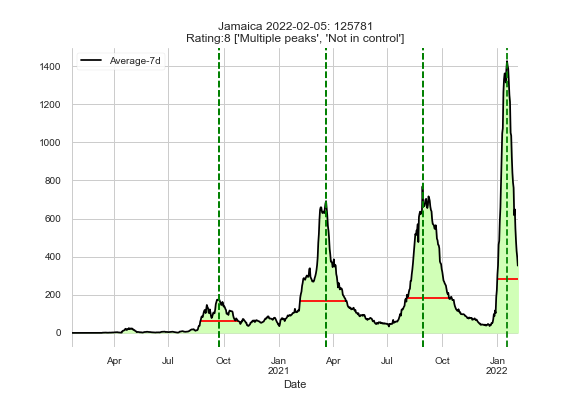 Jamaica 2022-02-05: 125781
Rating:8 ['Multiple peaks', 'Not in control']
Average-7d
1400
1200
1000
800
600
400
200
0
Apr Jul Oct Jan Apr Jul Oct Jan
2021 2022
Date